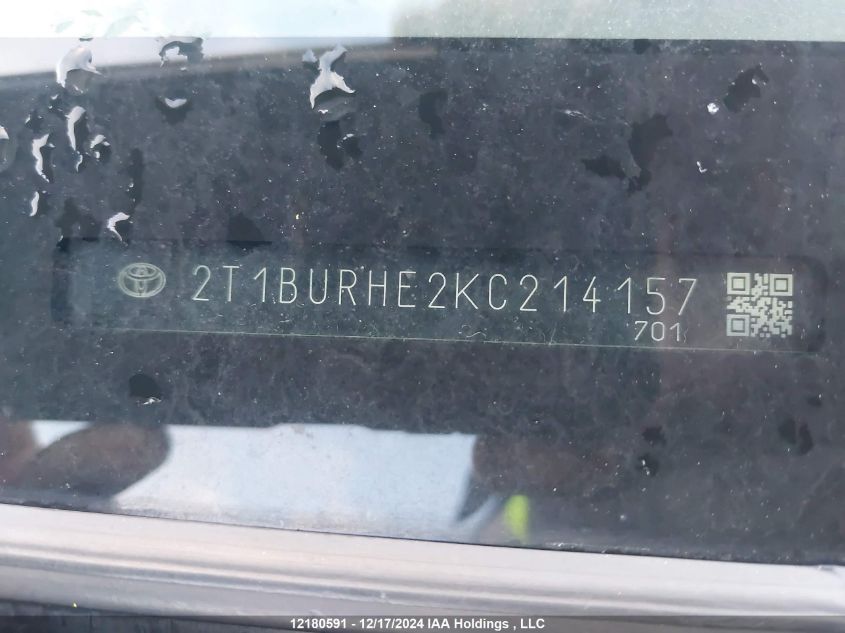 2T1BURHE2KC214157
701
12180591 - 12/17/2024 IAA Holdings , LLC